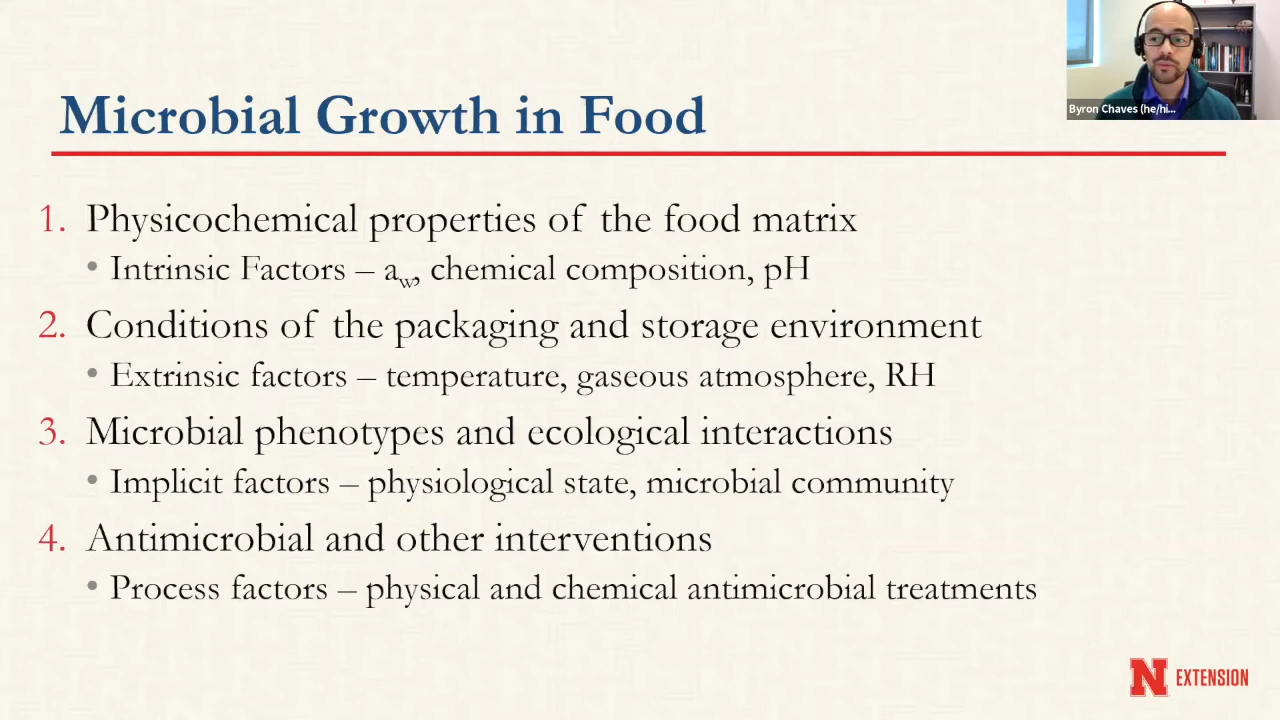 Byron Chaves (he/hi...
Microbial Growth in Food
1. Physicochemical properties of the food matrix
• Intrinsic Factors – aw, chemical composition, pH
2. Conditions of the packaging and storage environment
• Extrinsic factors – temperature, gaseous atmosphere, RH
3. Microbial phenotypes and ecological interactions
• Implicit factors – physiological state, microbial community
4. Antimicrobial and other interventions
• Process factors – physical and chemical antimicrobial treatments
N EXTENSION